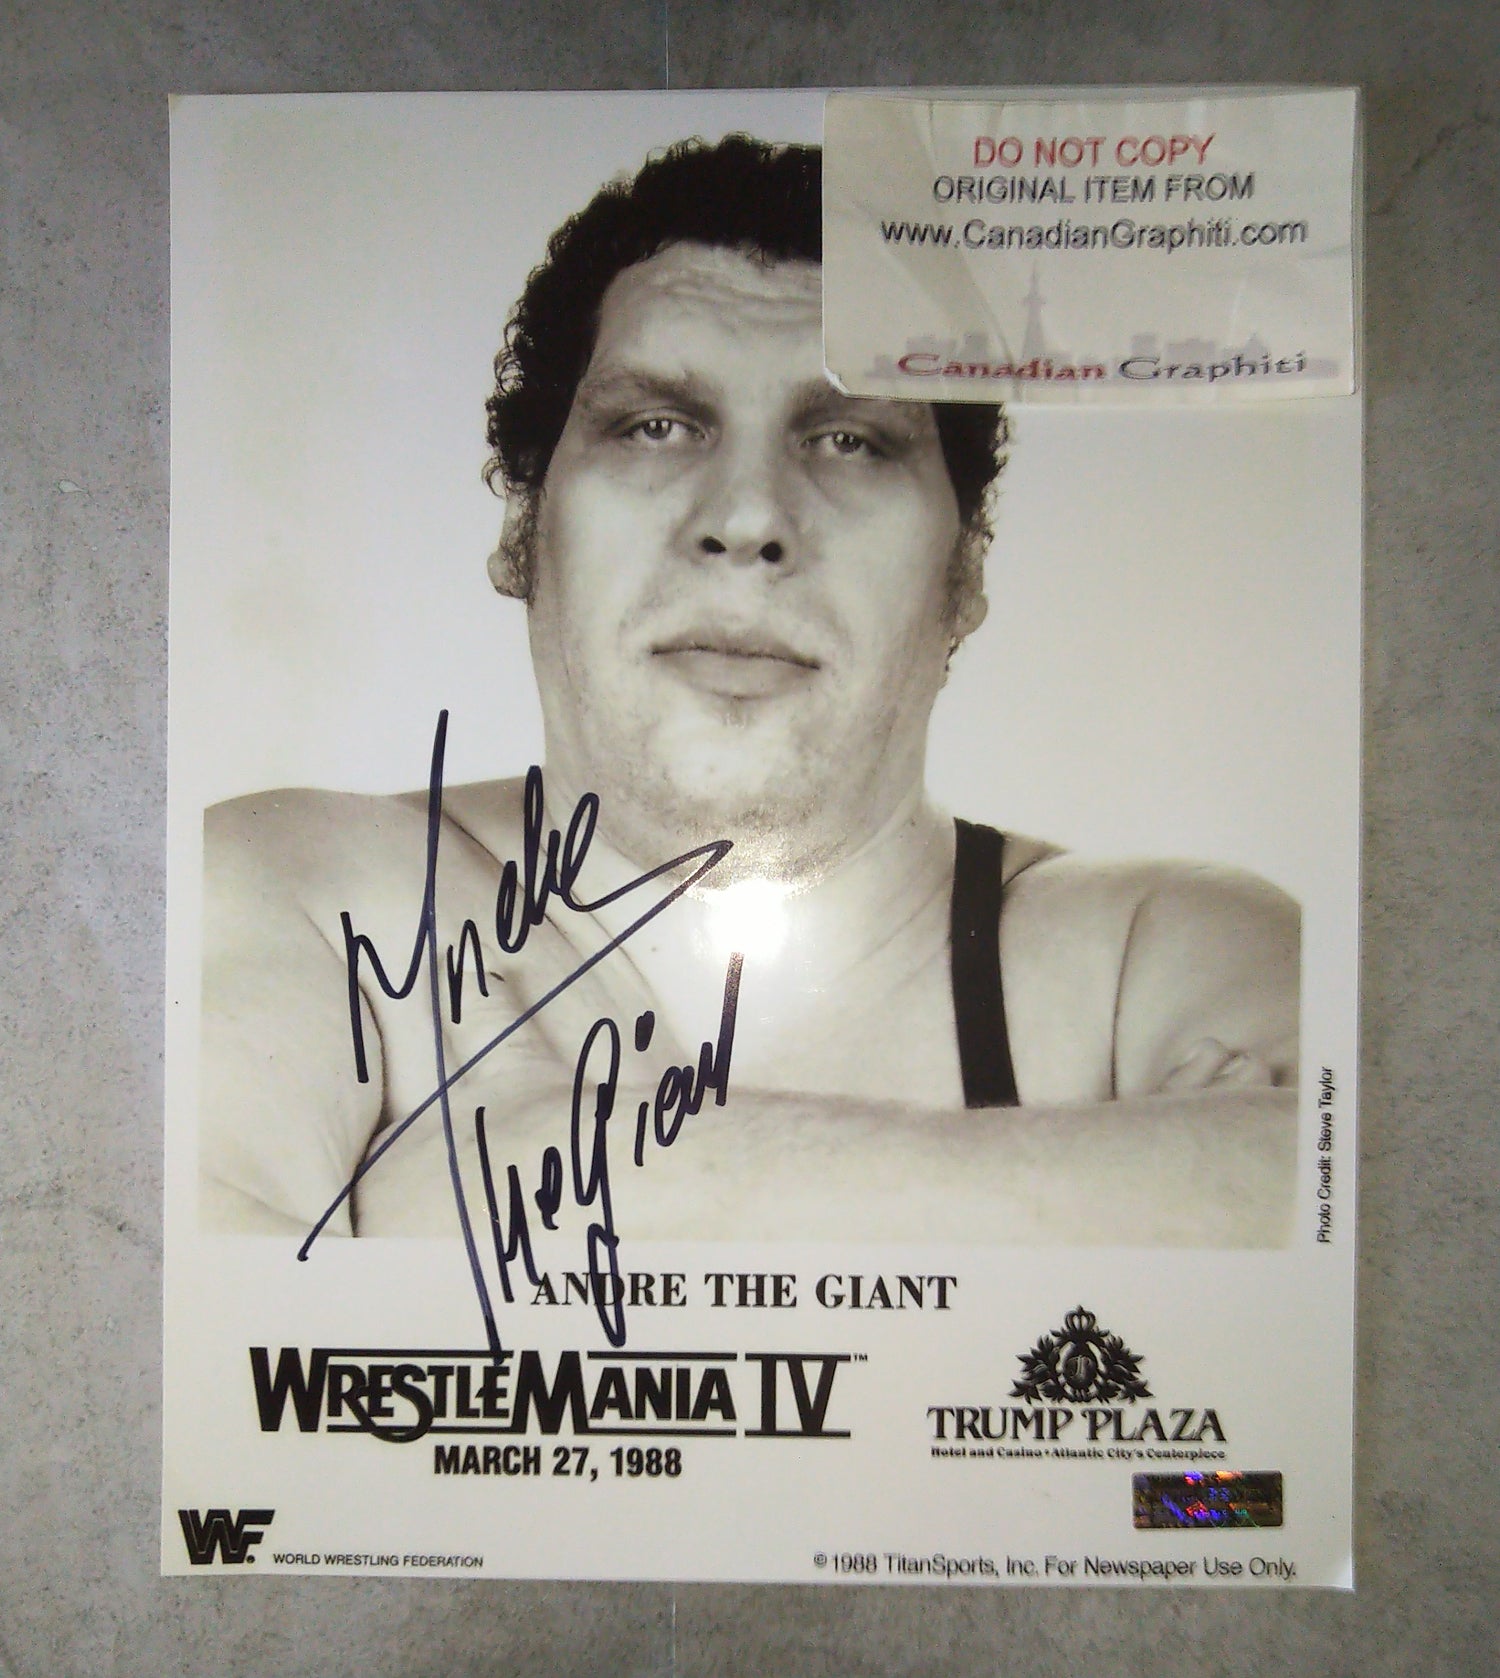 DO NOT COPY
ORIGINAL ITEM FROM
www.CanadianGraphiti.com
Canadian Graphiti
Andre
The Giant
Photo Credit: Steve Taylor
ANDRE THE GIANT
WRESTLEMANIA IV™
MARCH 27, 1988
TRUMP PLAZA
Hotel and Casino • Atlantic City's Centerpiece
WF®
WORLD WRESTLING FEDERATION
© 1988 TitanSports, Inc. For Newspaper Use Only.